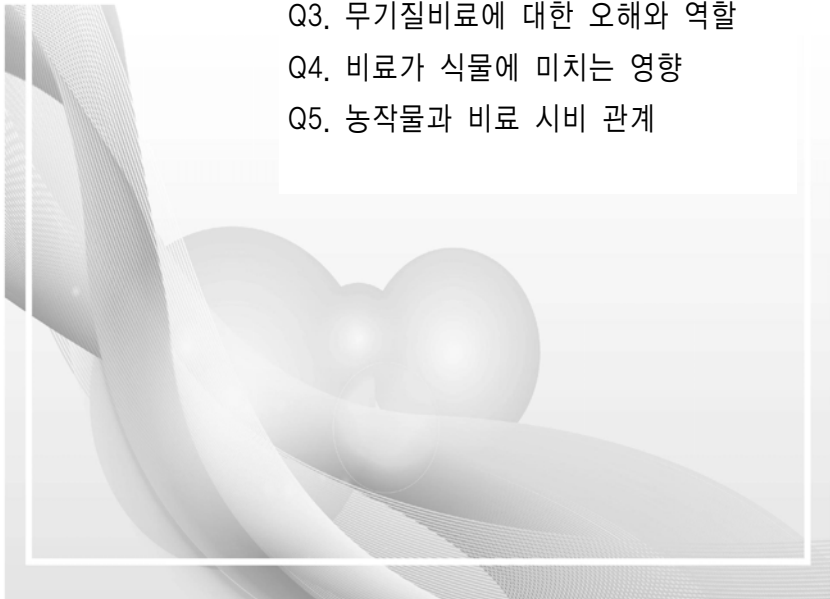 Q3. 무기질비료에 대한 오해와 역할
Q4. 비료가 식물에 미치는 영향
Q5. 농작물과 비료 시비 관계